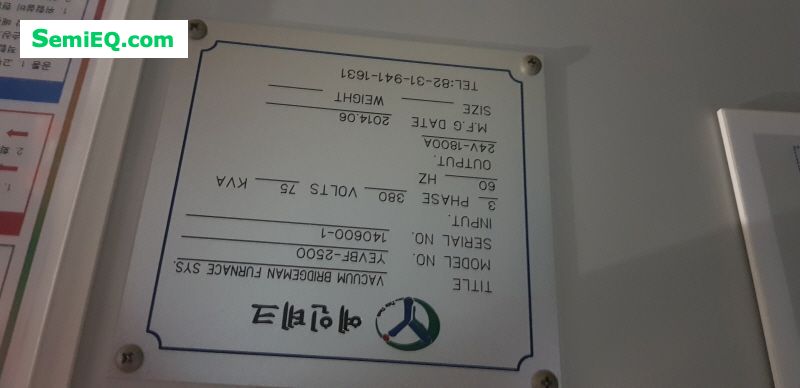 SemiEQ.com
예인테크
TITLE VACUUM BRIDGEMAN FURNACE SYS.
MODEL NO. YEVBF-2500
SERIAL NO. 140600-1
INPUT.
3 PHASE 380 VOLTS 75 KVA
60 HZ
OUTPUT.
24V-1800A
M.F.G DATE 2014.06
SIZE WEIGHT
TEL:82-31-941-1631